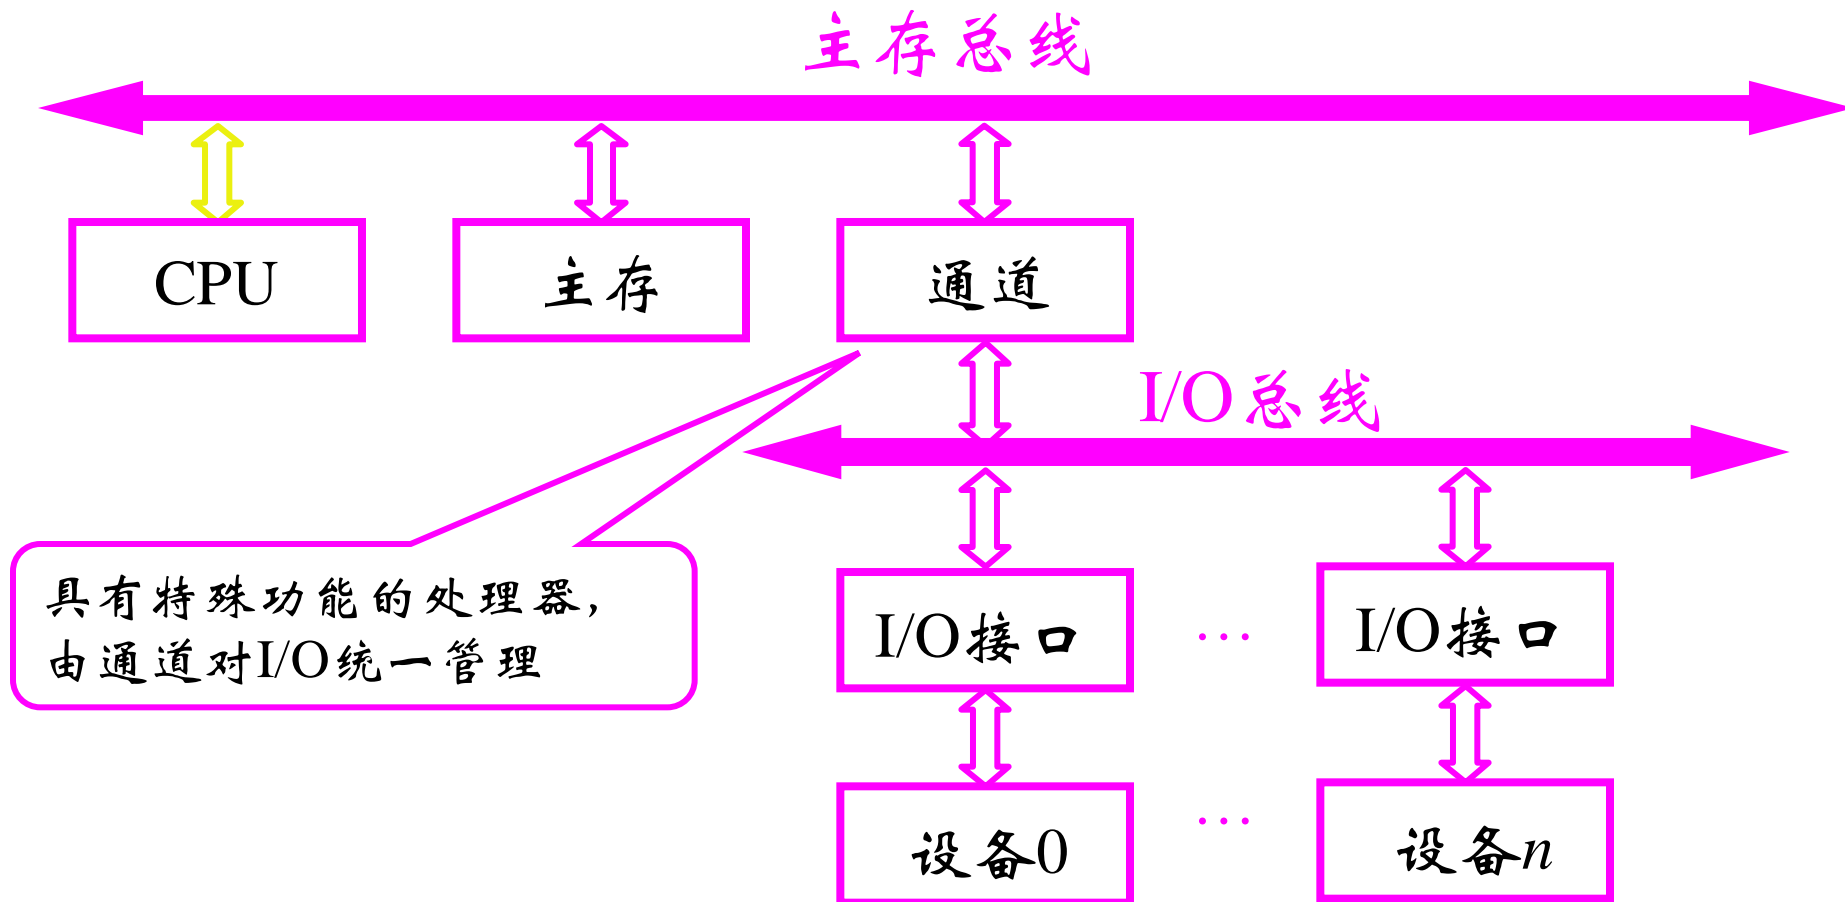 主存总线
CPU
主存
通道
I/O总线
具有特殊功能的处理器，
由通道对I/O统一管理
I/O接口
…
I/O接口
设备0
…
设备n